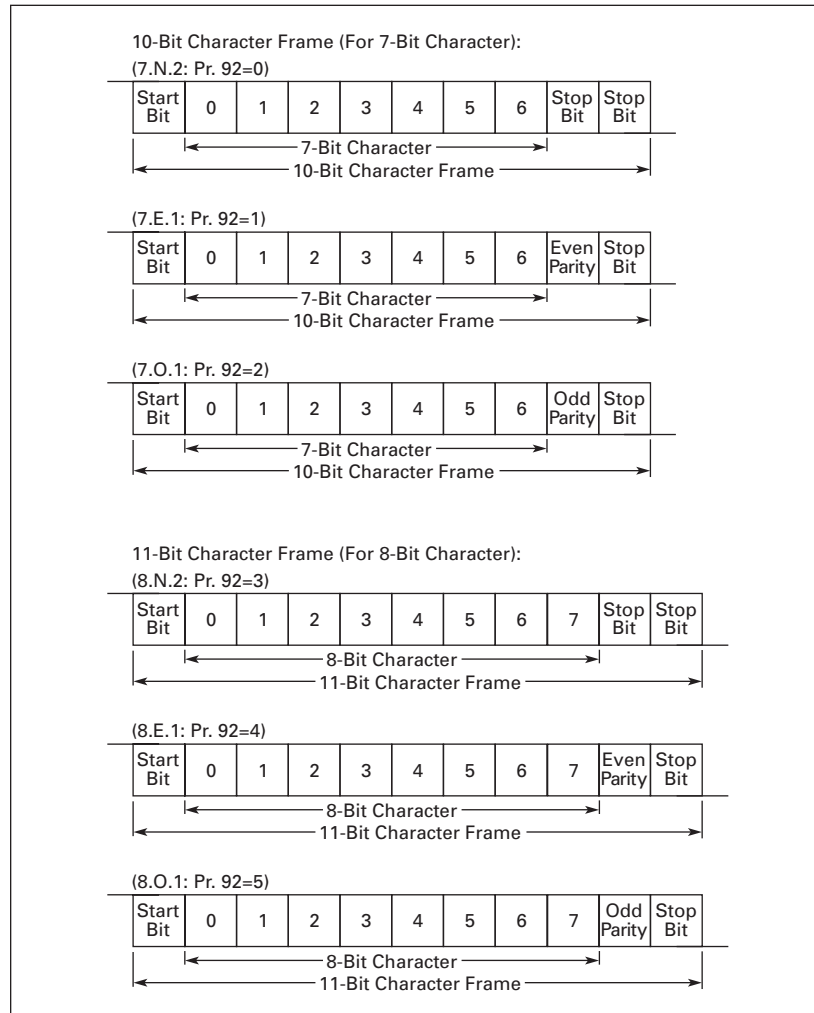 10-Bit Character Frame (For 7-Bit Character):
(7.N.2: Pr. 92=0)
Start Bit 0 1 2 3 4 5 6 Stop Bit Stop Bit
7-Bit Character
10-Bit Character Frame
(7.E.1: Pr. 92=1)
Start Bit 0 1 2 3 4 5 6 Even Parity Stop Bit
7-Bit Character
10-Bit Character Frame
(7.O.1: Pr. 92=2)
Start Bit 0 1 2 3 4 5 6 Odd Parity Stop Bit
7-Bit Character
10-Bit Character Frame
11-Bit Character Frame (For 8-Bit Character):
(8.N.2: Pr. 92=3)
Start Bit 0 1 2 3 4 5 6 7 Stop Bit Stop Bit
8-Bit Character
11-Bit Character Frame
(8.E.1: Pr. 92=4)
Start Bit 0 1 2 3 4 5 6 7 Even Parity Stop Bit
8-Bit Character
11-Bit Character Frame
(8.O.1: Pr. 92=5)
Start Bit 0 1 2 3 4 5 6 7 Odd Parity Stop Bit
8-Bit Character
11-Bit Character Frame